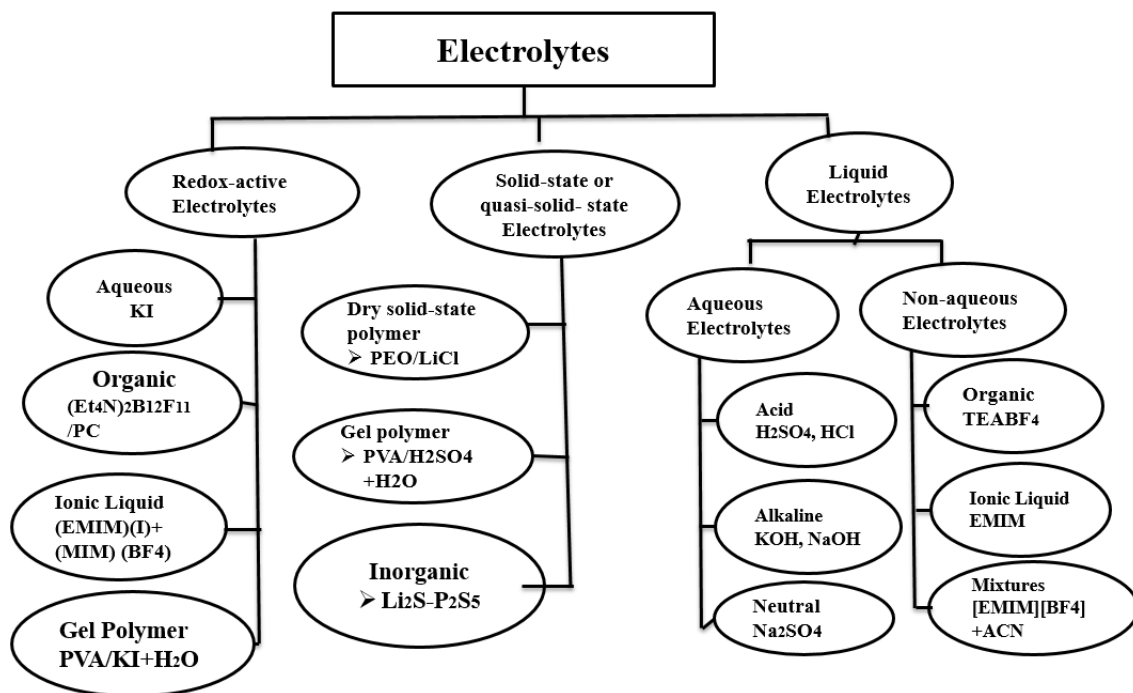 Electrolytes
Redox-active
Electrolytes
Aqueous
KI
Organic
(Et4N)2B12F11
/PC
Ionic Liquid
(EMIM)(I)+
(MIM) (BF4)
Gel Polymer
PVA/KI+H2O
Solid-state or
quasi-solid- state
Electrolytes
Dry solid-state
polymer
➢ PEO/LiCl
Gel polymer
➢ PVA/H2SO4
+H2O
Inorganic
➢ Li2S-P2S5
Liquid
Electrolytes
Aqueous
Electrolytes
Acid
H2SO4, HCl
Alkaline
KOH, NaOH
Neutral
Na2SO4
Non-aqueous
Electrolytes
Organic
TEABF4
Ionic Liquid
EMIM
Mixtures
[EMIM][BF4]
+ACN